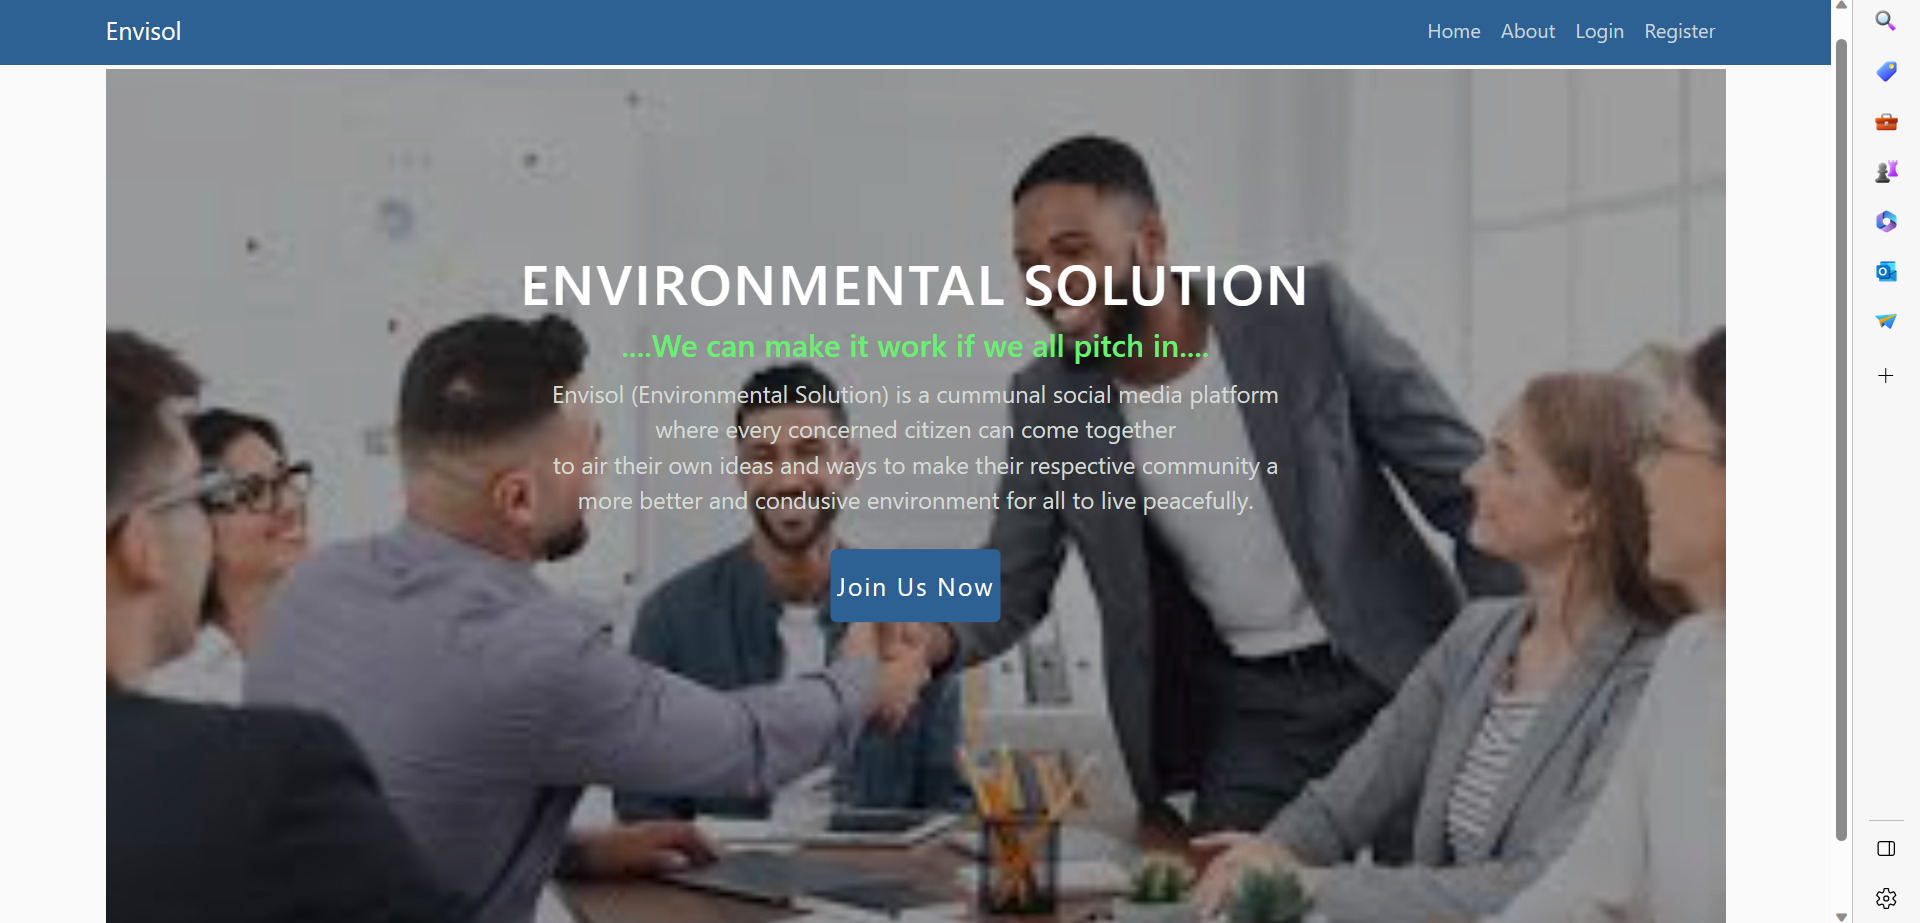 Envisol
Home About Login Register
ENVIRONMENTAL SOLUTION
....We can make it work if we all pitch in....
Envisol (Environmental Solution) is a cummunal social media platform
where every concerned citizen can come together
to air their own ideas and ways to make their respective community a
more better and condusive environment for all to live peacefully.
Join Us Now